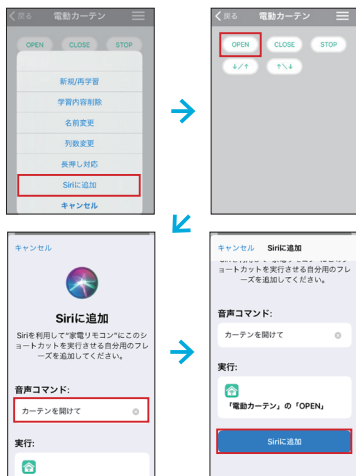 戻る 電動カーテン
OPEN CLOSE STOP
新規/再学習
学習内容削除
名前変更
列数変更
長押し対応
Siriに追加
キャンセル
戻る 電動カーテン
OPEN CLOSE STOP
↓/↑ ↑\↓
キャンセル
Siriに追加
Siriを利用して"家電リモコン"にこのシ
ョートカットを実行させる自分用のフレ
ーズを追加してください。
音声コマンド:
カーテンを開けて
実行:
キャンセル Siriに追加
ョートカットを実行させる自分用のフレ
ーズを追加してください。
音声コマンド:
カーテンを開けて
実行:
「電動カーテン」の「OPEN」
Siriに追加